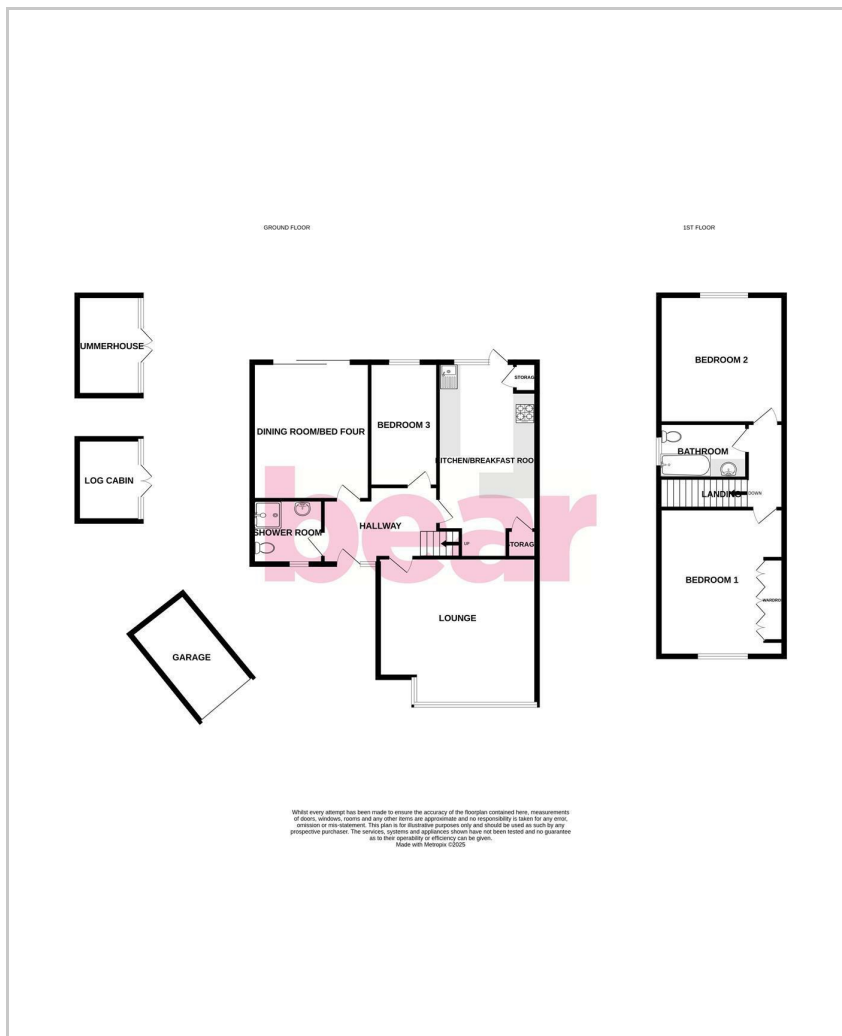 GROUND FLOOR
1ST FLOOR
UMMERHOUSE
LOG CABIN
GARAGE
DINING ROOM/BED FOUR
BEDROOM 3
STORAG
KITCHEN/BREAKFAST ROO
SHOWER ROOM
HALLWAY
UP
STORAG
LOUNGE
bear
BEDROOM 2
BATHROOM
LANDING
DOWN
BEDROOM 1
WARDRO
Whilst every attempt has been made to ensure the accuracy of the floorplan contained here, measurements
of doors, windows, rooms and any other items are approximate and no responsibility is taken for any error,
omission or mis-statement. This plan is for illustrative purposes only and should be used as such by any
prospective purchaser. The services, systems and appliances shown have not been tested and no guarantee
as to their operability or efficiency can be given.
Made with Metropix ©2025